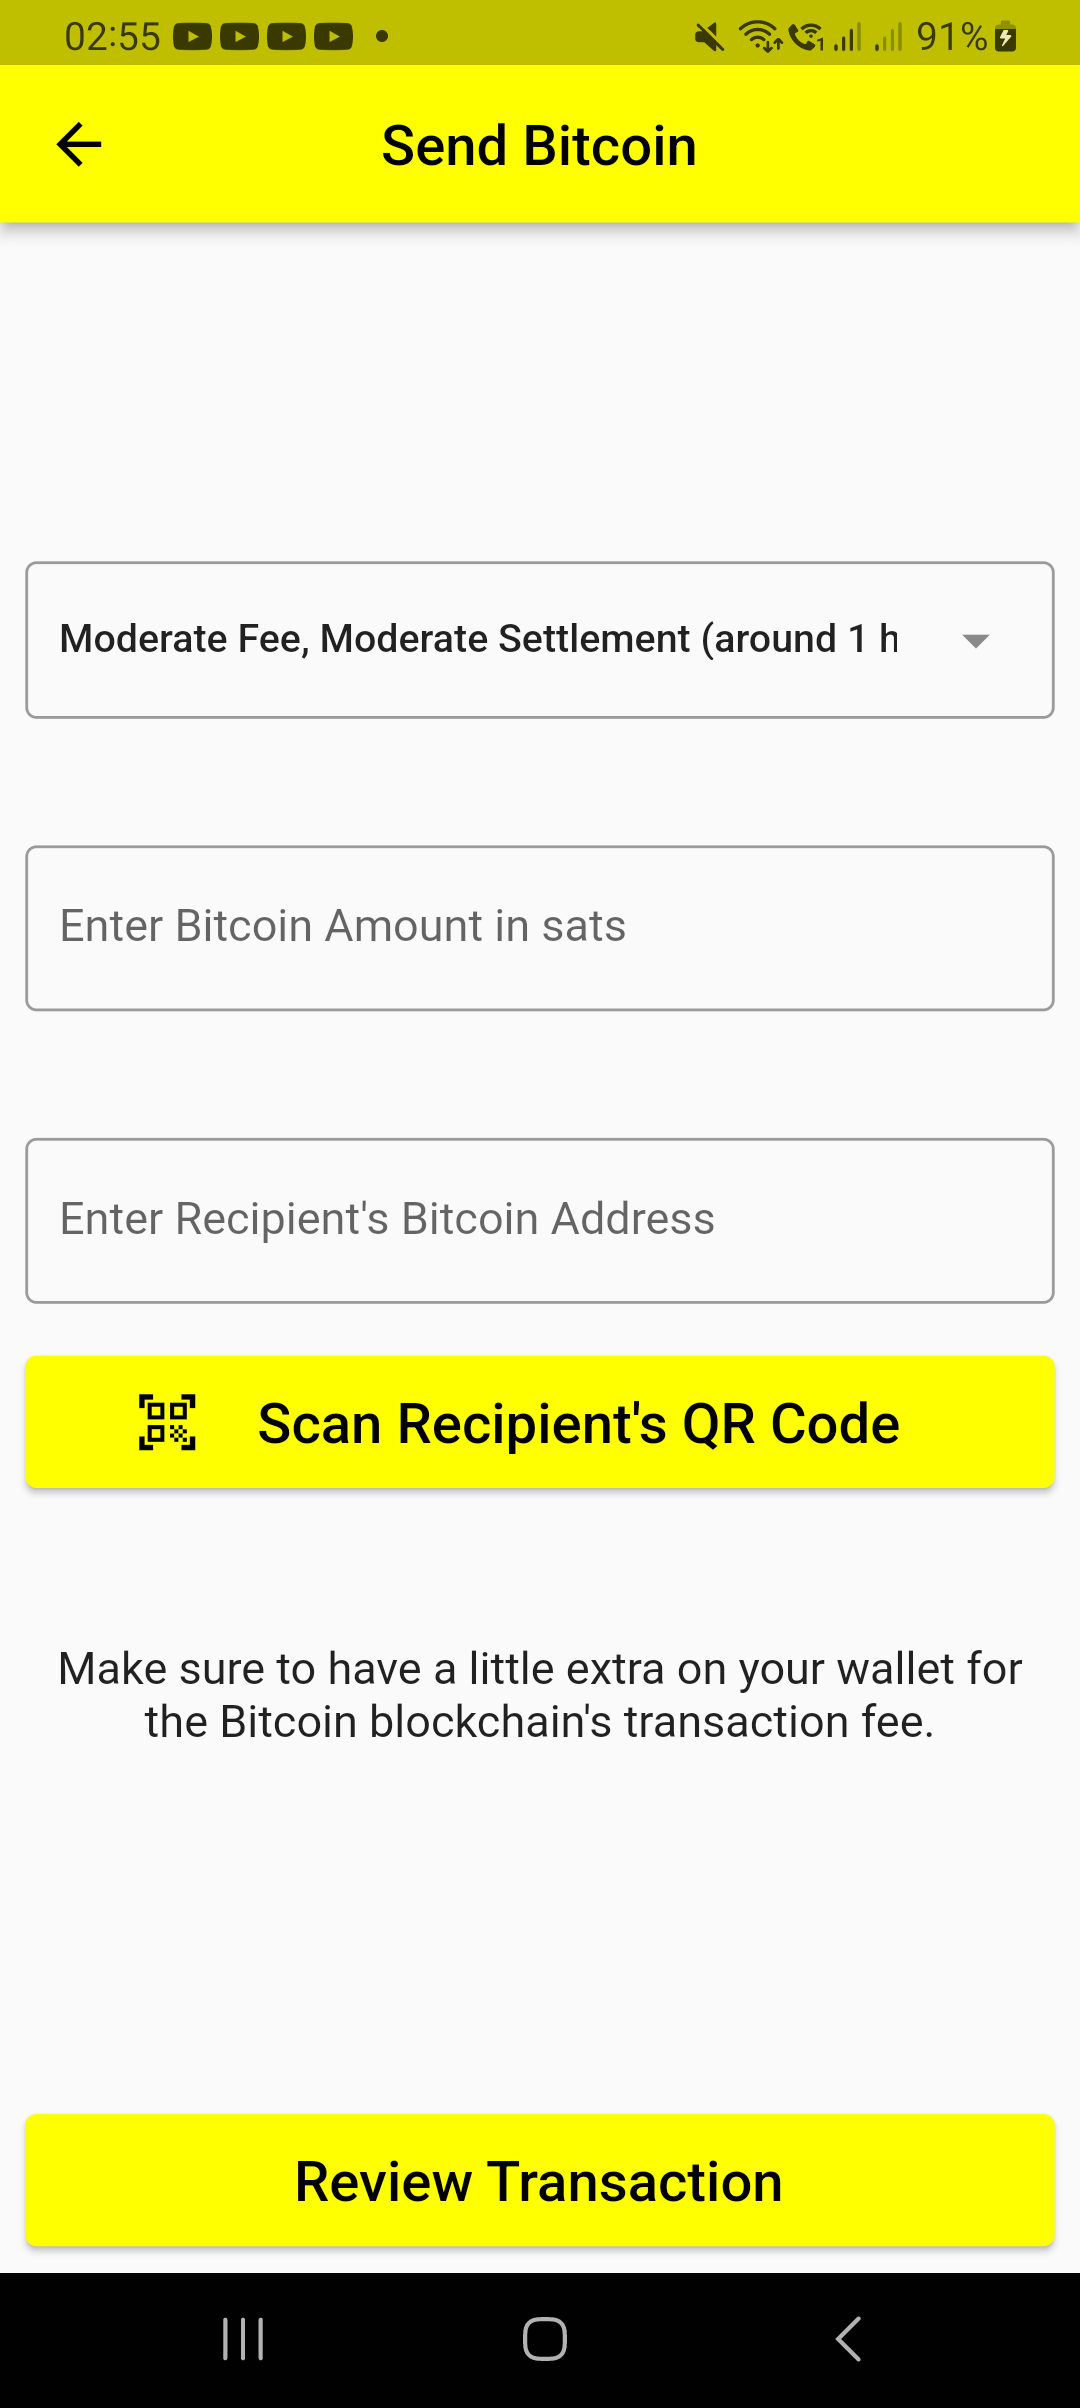 02:55
91%
Send Bitcoin
Moderate Fee, Moderate Settlement (around 1 h
Enter Bitcoin Amount in sats
Enter Recipient's Bitcoin Address
Scan Recipient's QR Code
Make sure to have a little extra on your wallet for
the Bitcoin blockchain's transaction fee.
Review Transaction